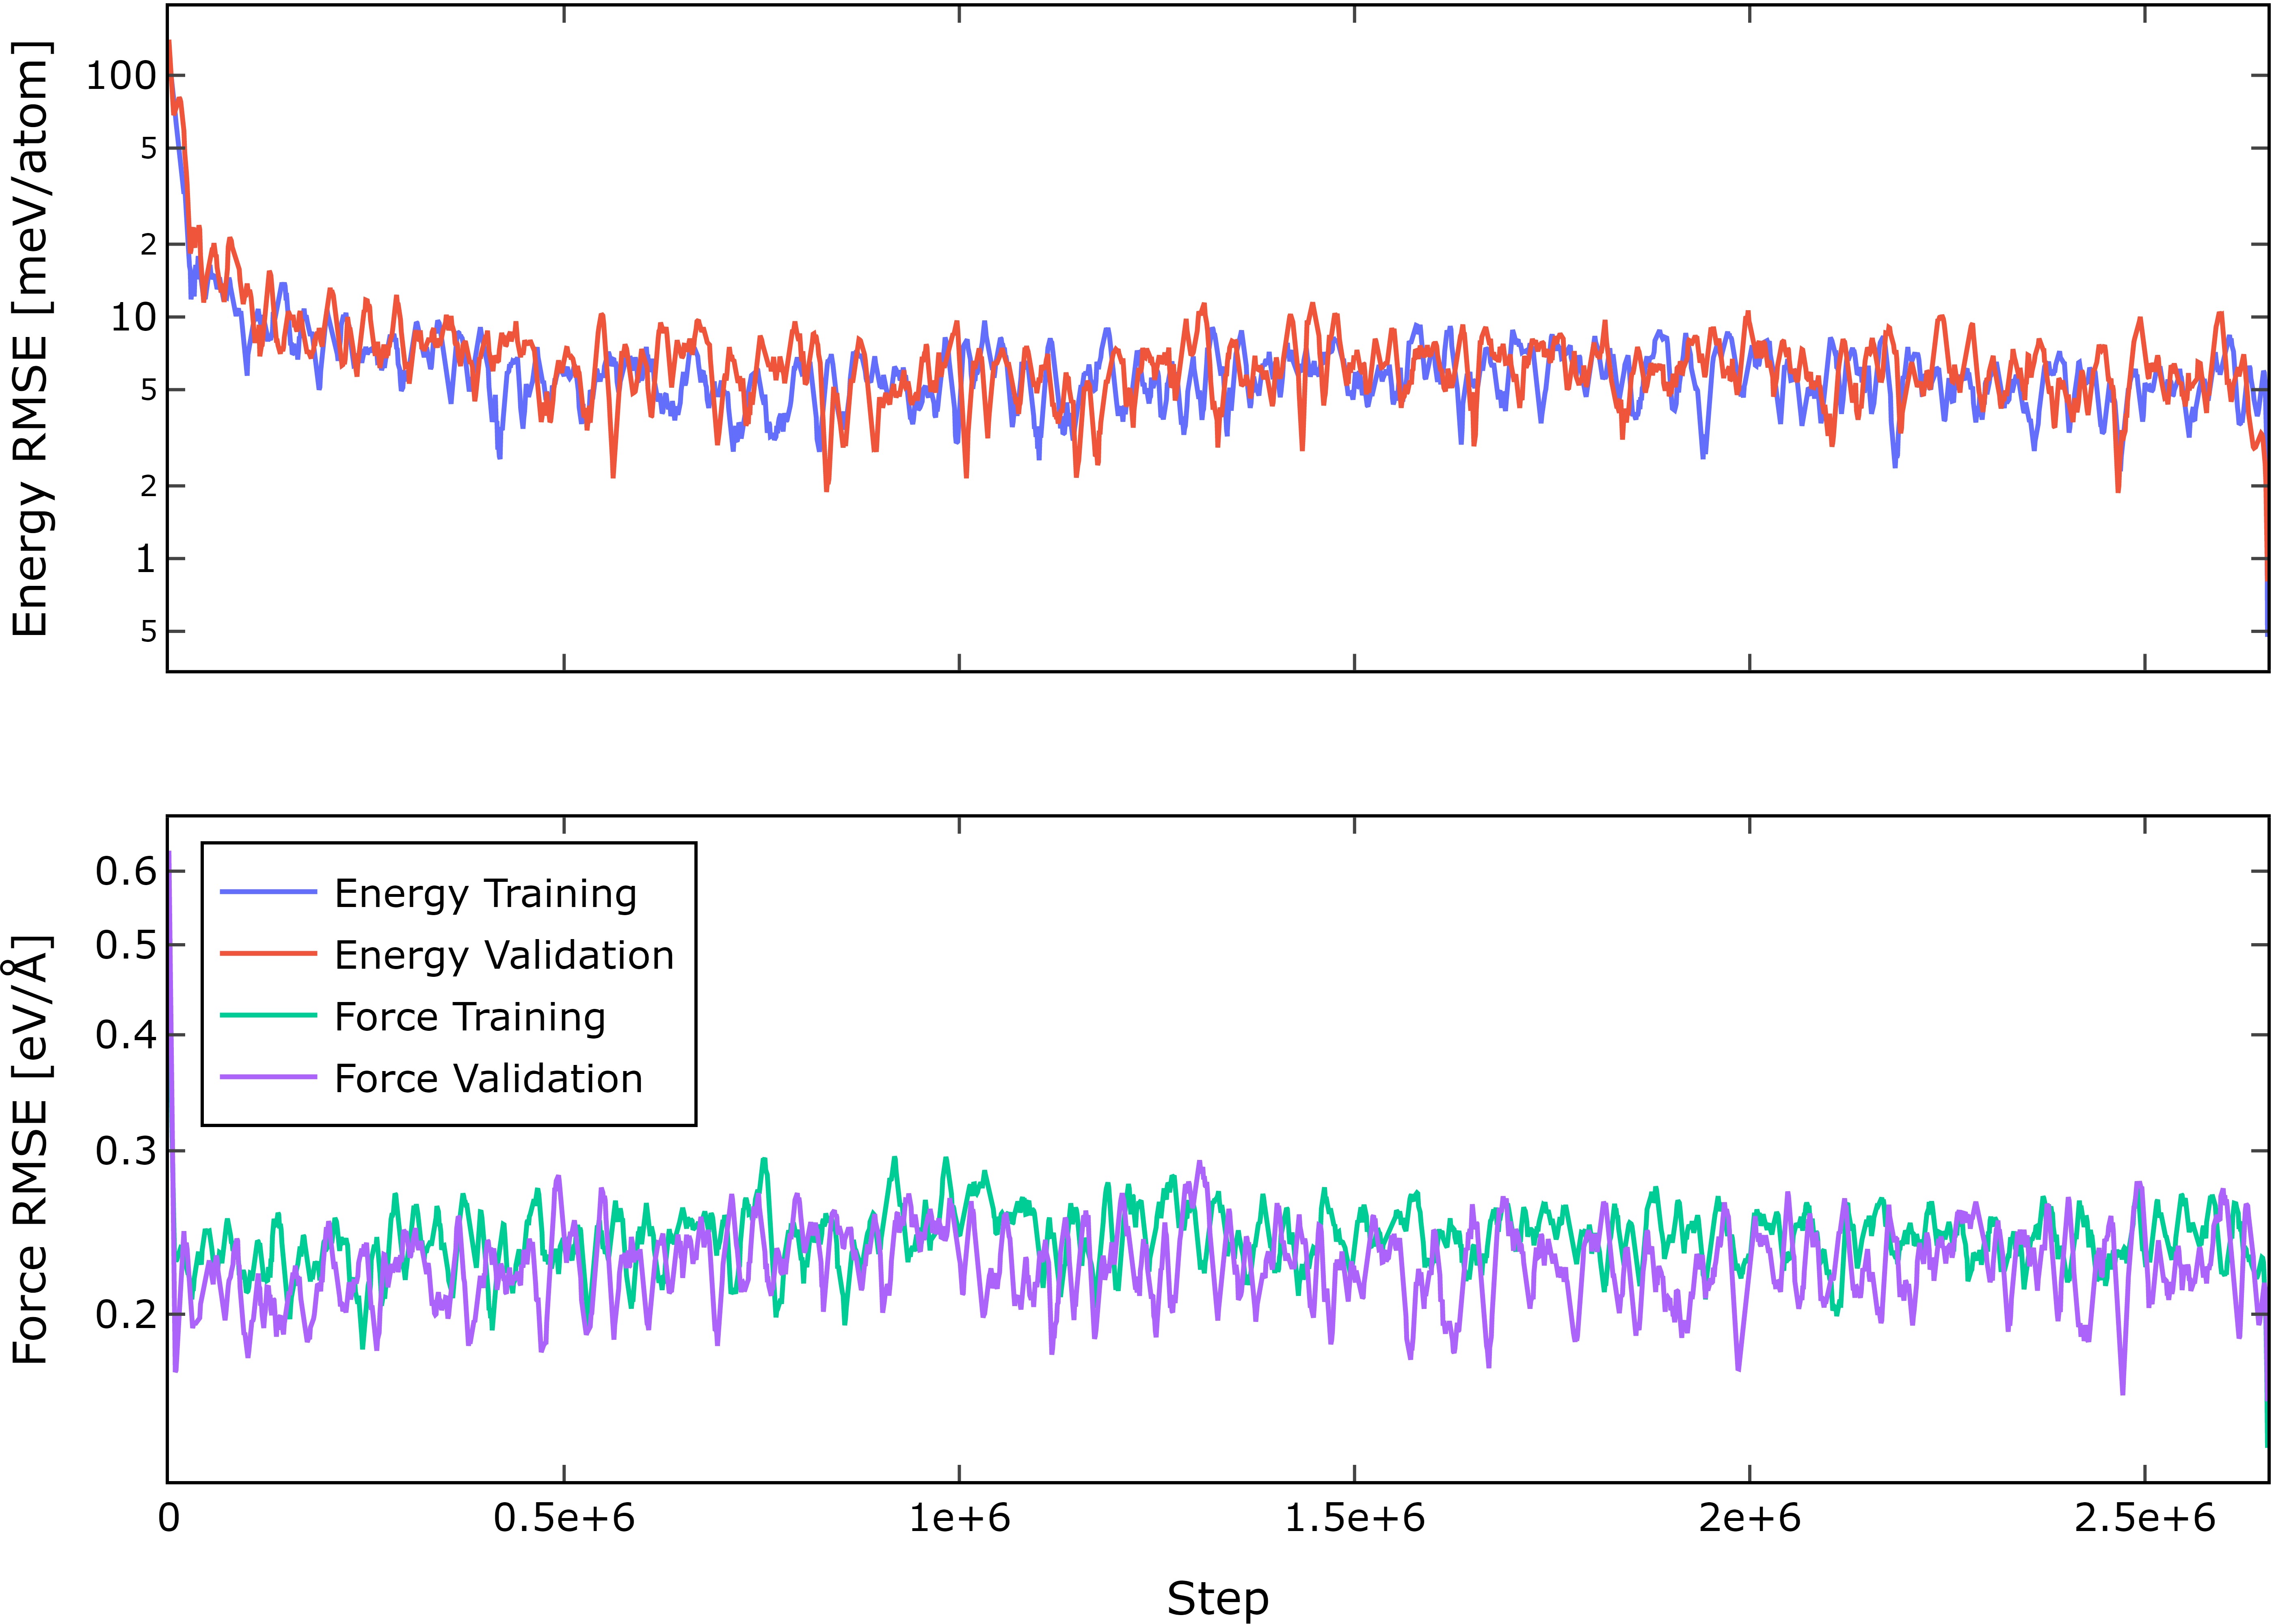 Energy RMSE [meV/atom]
100
5
2
10
5
2
1
5
Force RMSE [eV/Å]
0.6
0.5
0.4
0.3
0.2
Energy Training
Energy Validation
Force Training
Force Validation
0 0.5e+6 1e+6 1.5e+6 2e+6 2.5e+6
Step